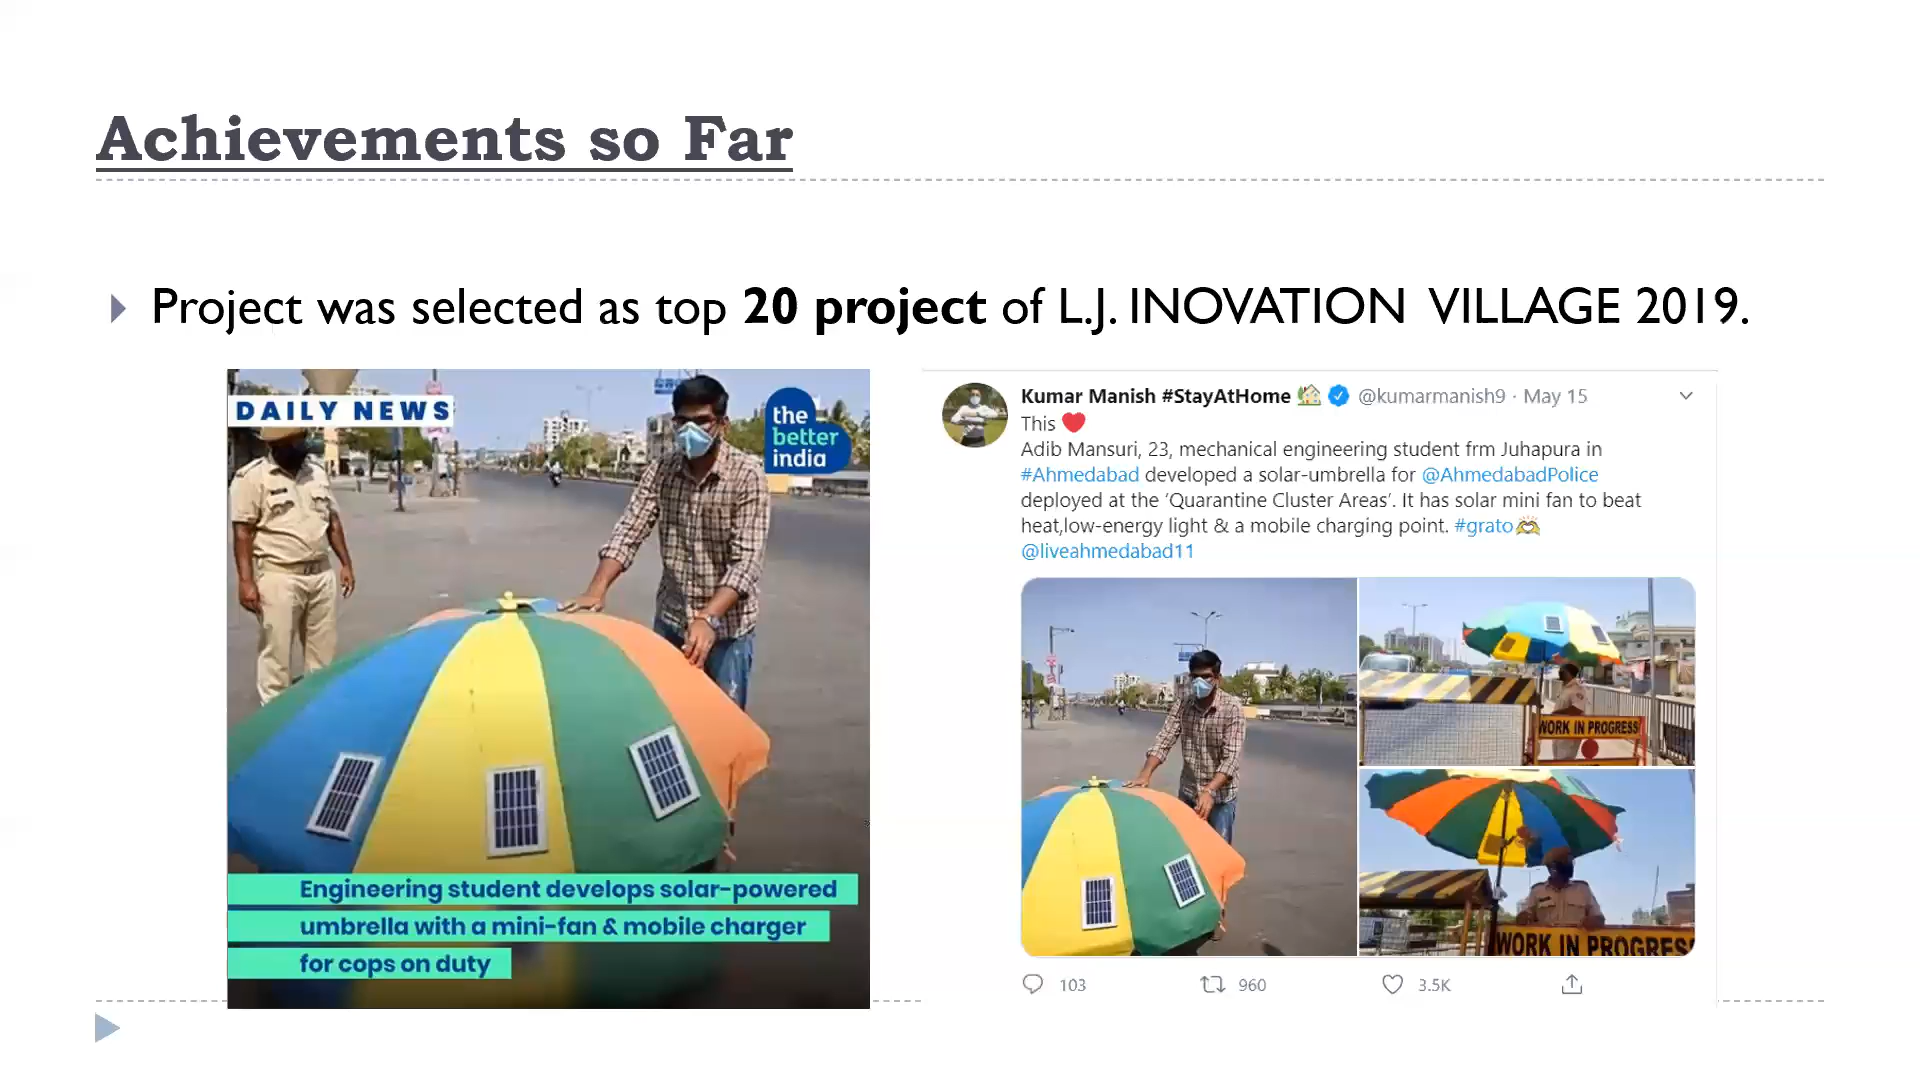 Achievements so Far
Project was selected as top 20 project of L.J. INOVATION VILLAGE 2019.
DAILY NEWS
the
better
india
Engineering student develops solar-powered
umbrella with a mini-fan & mobile charger
for cops on duty
Kumar Manish #StayAtHome 🏡 @kumarmanish9 · May 15
This ❤️
Adib Mansuri, 23, mechanical engineering student frm Juhapura in
#Ahmedabad developed a solar-umbrella for @AhmedabadPolice
deployed at the ‘Quarantine Cluster Areas’. It has solar mini fan to beat
heat,low-energy light & a mobile charging point. #grato
@liveahmedabad11
WORK IN PROGRESS
WORK IN PROGRESS
103 960 3.5K